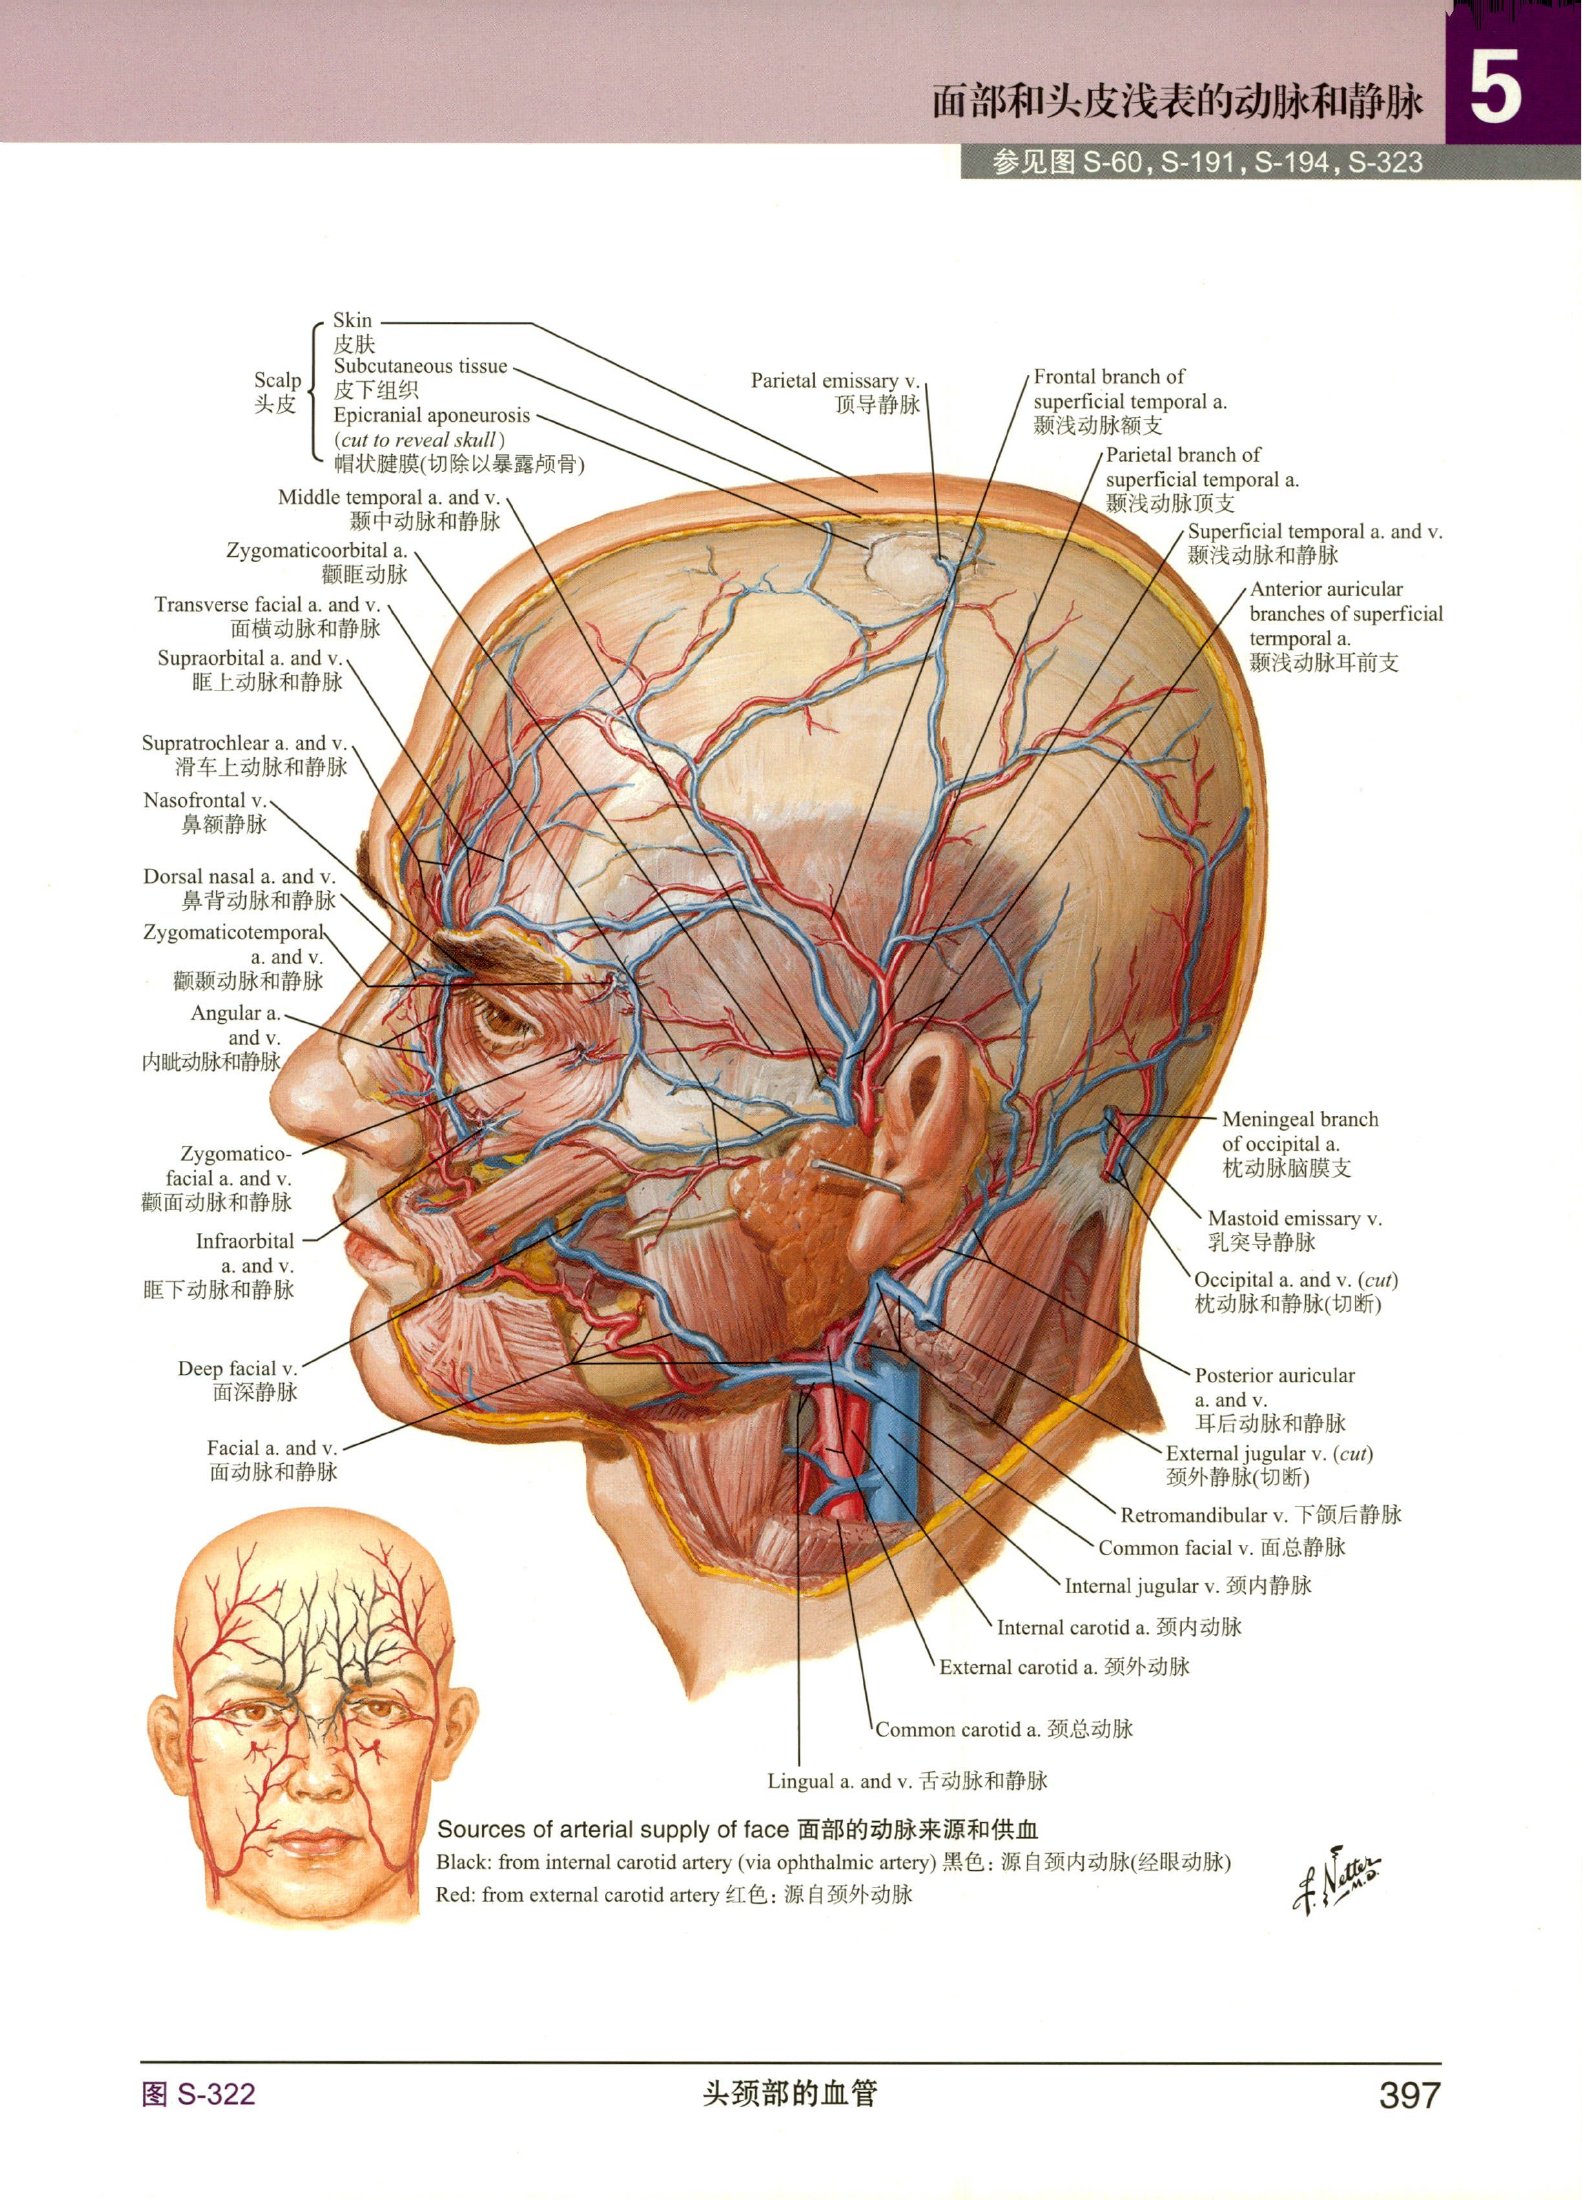 面部和头皮浅表的动脉和静脉
5
参见图 S-60, S-191, S-194, S-323
Scalp
头皮
Skin
皮肤
Subcutaneous tissue
皮下组织
Epicranial aponeurosis
(cut to reveal skull)
帽状腱膜(切除以暴露颅骨)
Middle temporal a. and v.
颞中动脉和静脉
Zygomaticoorbital a.
颧眶动脉
Transverse facial a. and v.
面横动脉和静脉
Supraorbital a. and v.
眶上动脉和静脉
Supratrochlear a. and v.
滑车上动脉和静脉
Nasofrontal v.
鼻额静脉
Dorsal nasal a. and v.
鼻背动脉和静脉
Zygomaticotemporal
a. and v.
颧颞动脉和静脉
Angular a.
and v.
内眦动脉和静脉
Zygomatico-
facial a. and v.
颧面动脉和静脉
Infraorbital
a. and v.
眶下动脉和静脉
Deep facial v.
面深静脉
Facial a. and v.
面动脉和静脉
Parietal emissary v.
顶导静脉
Frontal branch of
superficial temporal a.
颞浅动脉额支
Parietal branch of
superficial temporal a.
颞浅动脉顶支
Superficial temporal a. and v.
颞浅动脉和静脉
Anterior auricular
branches of superficial
termporal a.
颞浅动脉耳前支
Meningeal branch
of occipital a.
枕动脉脑膜支
Mastoid emissary v.
乳突导静脉
Occipital a. and v. (cut)
枕动脉和静脉(切断)
Posterior auricular
a. and v.
耳后动脉和静脉
External jugular v. (cut)
颈外静脉(切断)
Retromandibular v. 下颌后静脉
Common facial v. 面总静脉
Internal jugular v. 颈内静脉
Internal carotid a. 颈内动脉
External carotid a. 颈外动脉
Common carotid a. 颈总动脉
Lingual a. and v. 舌动脉和静脉
Sources of arterial supply of face 面部的动脉来源和供血
Black: from internal carotid artery (via ophthalmic artery) 黑色: 源自颈内动脉(经眼动脉)
Red: from external carotid artery 红色: 源自颈外动脉
F. Netter
M.D.
图 S-322
头颈部的血管
397